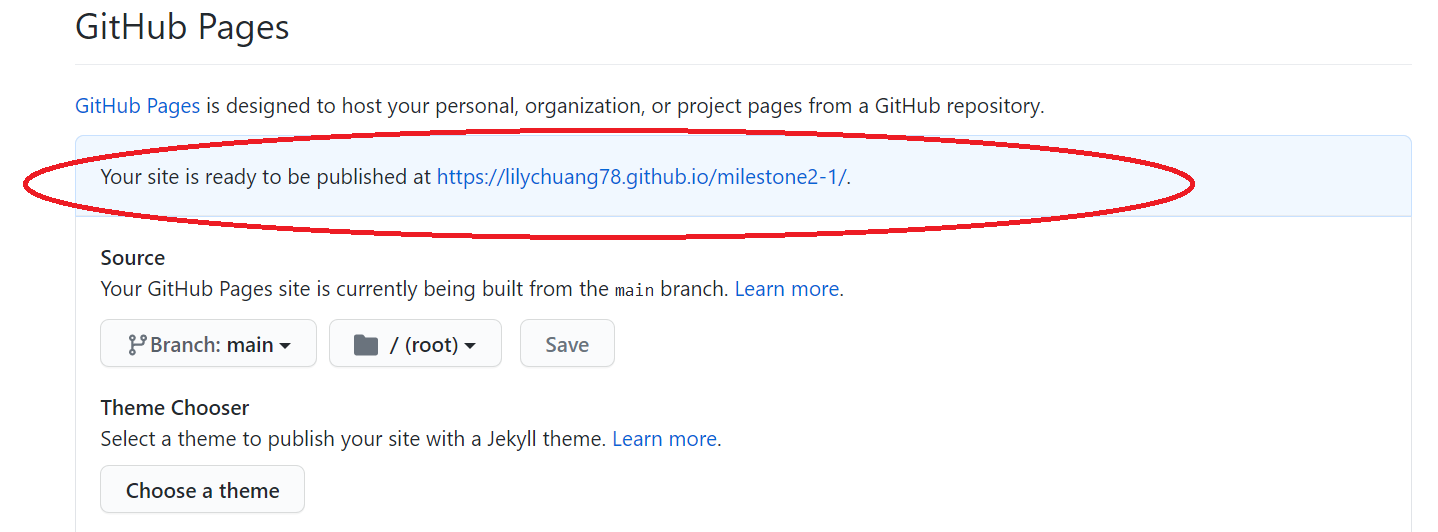 GitHub Pages
GitHub Pages is designed to host your personal, organization, or project pages from a GitHub repository.
Your site is ready to be published at https://lilychuang78.github.io/milestone2-1/.
Source
Your GitHub Pages site is currently being built from the main branch. Learn more.
Branch: main / (root) Save
Theme Chooser
Select a theme to publish your site with a Jekyll theme. Learn more.
Choose a theme